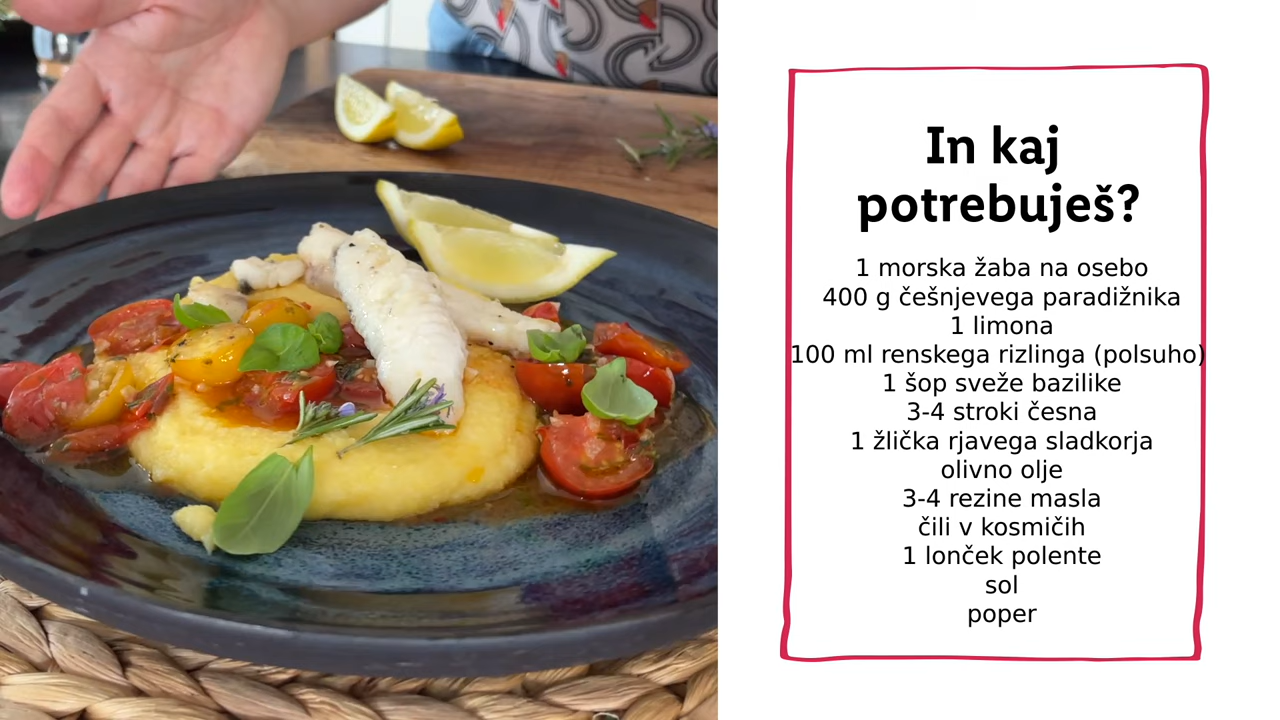 In kaj
potrebuješ?
1 morska žaba na osebo
400 g češnjevega paradižnika
1 limona
100 ml renskega rizlinga (polsuho)
1 šop sveže bazilike
3-4 stroki česna
1 žlička rjavega sladkorja
olivno olje
3-4 rezine masla
čili v kosmičih
1 lonček polente
sol
poper